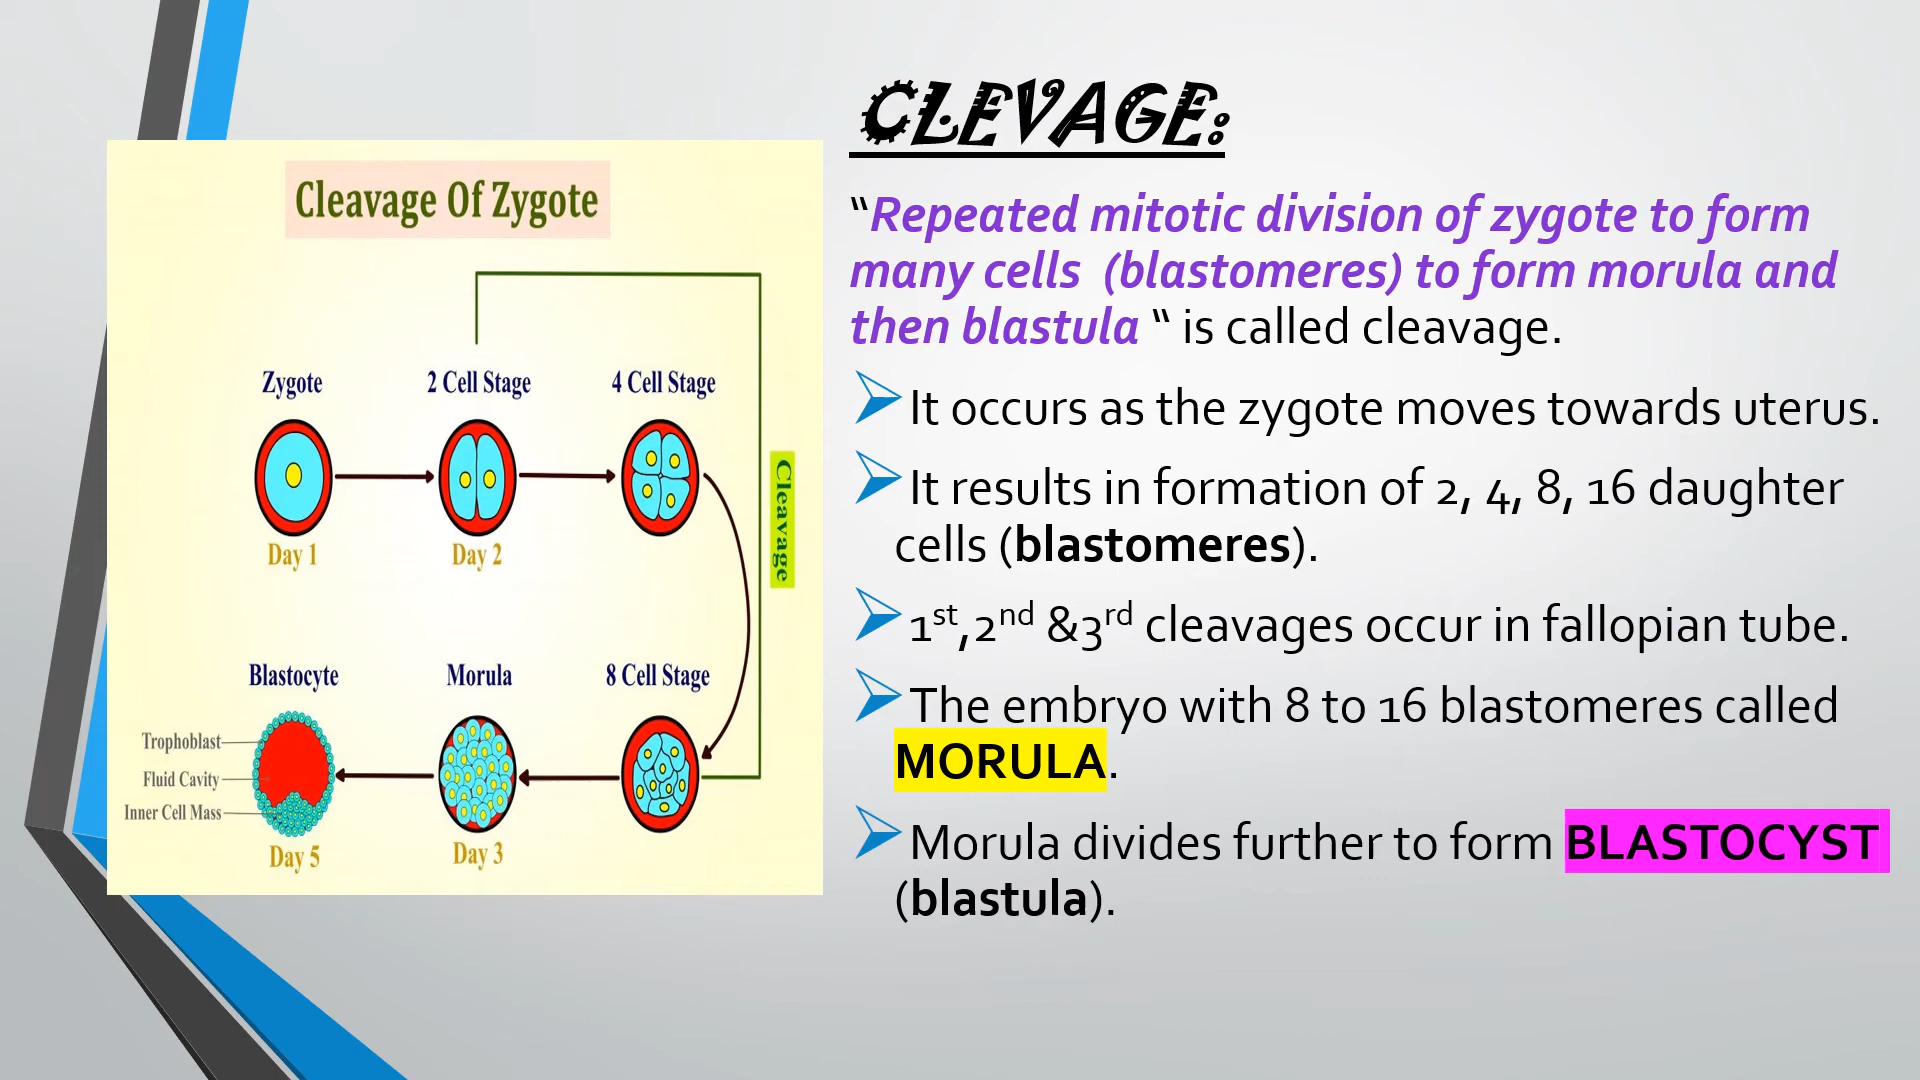 CLEVAGE:
“Repeated mitotic division of zygote to form
many cells (blastomeres) to form morula and
then blastula “ is called cleavage.
It occurs as the zygote moves towards uterus.
It results in formation of 2, 4, 8, 16 daughter
cells (blastomeres).
1st,2nd &3rd cleavages occur in fallopian tube.
The embryo with 8 to 16 blastomeres called
MORULA.
Morula divides further to form BLASTOCYST
(blastula).
Cleavage Of Zygote
Zygote
2 Cell Stage
4 Cell Stage
Day 1
Day 2
Cleavage
Blastocyte
Morula
8 Cell Stage
Trophoblast
Fluid Cavity
Inner Cell Mass
Day 5
Day 3